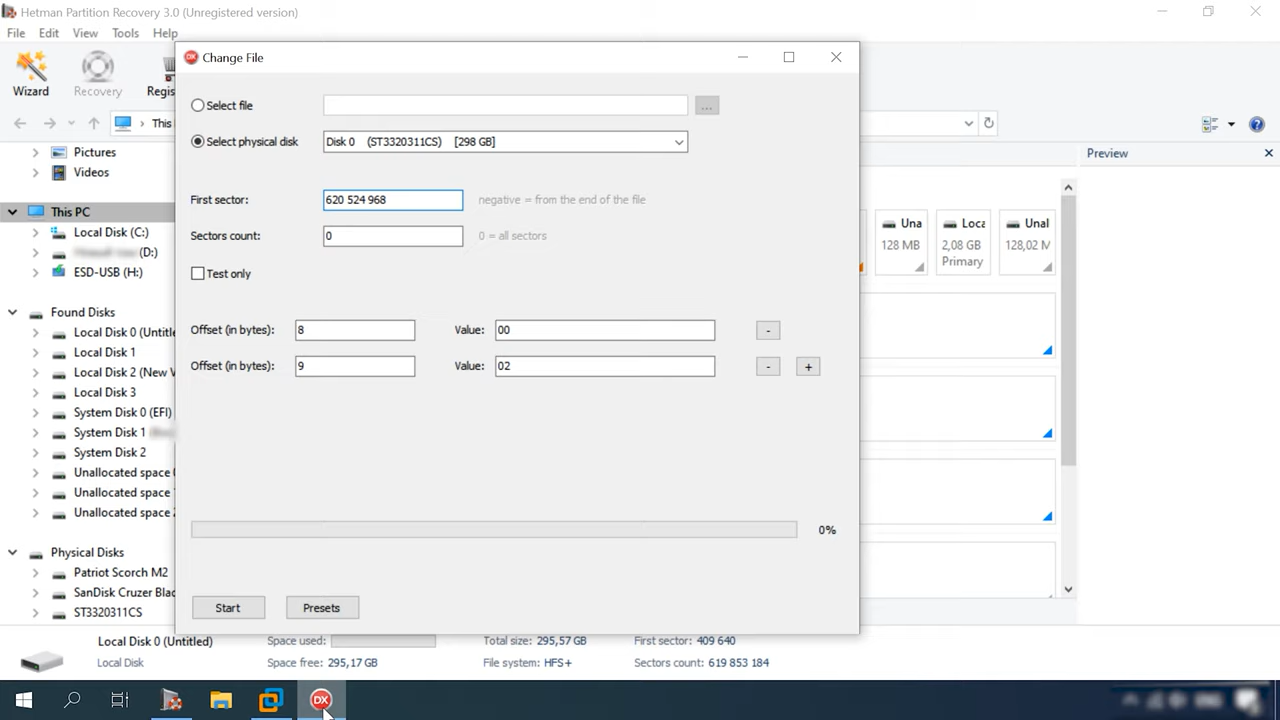 Hetman Partition Recovery 3.0 (Unregistered version)
File Edit View Tools Help
Wizard
Recovery
Regis
This
Change File
DX
Select file
...
Select physical disk
Disk 0 (ST3320311CS) [298 GB]
First sector:
620 524 968
negative = from the end of the file
Sectors count:
0
0 = all sectors
Test only
Offset (in bytes):
8
Value:
00
-
Offset (in bytes):
9
Value:
02
-
+
0%
Start
Presets
Preview
Pictures
Videos
This PC
Local Disk (C:)
(D:)
ESD-USB (H:)
Found Disks
Local Disk 0 (Untitle
Local Disk 1
Local Disk 2 (New V
Local Disk 3
System Disk 0 (EFI)
System Disk 1
System Disk 2
Unallocated space 0
Unallocated space 1
Unallocated space 2
Physical Disks
Patriot Scorch M2
SanDisk Cruzer Blad
ST3320311CS
Una
128 MB
Loca
2,08 GB
Primary
Unal
128,02 M
Local Disk 0 (Untitled)
Local Disk
Space used:
Space free: 295,17 GB
Total size: 295,57 GB
File system: HFS+
First sector: 409 640
Sectors count: 619 853 184
DX